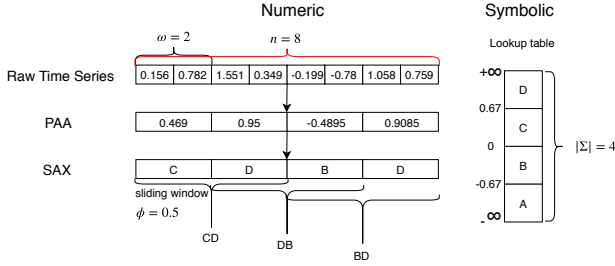 Numeric
Symbolic
ω = 2
n = 8
Lookup table
Raw Time Series
0.156 0.782 1.551 0.349 -0.199 -0.78 1.058 0.759
PAA
0.469 0.95 -0.4895 0.9085
SAX
C D B D
sliding window
ϕ = 0.5
CD
DB
BD
+∞
D
0.67
C
0
B
-0.67
A
-∞
|Σ| = 4